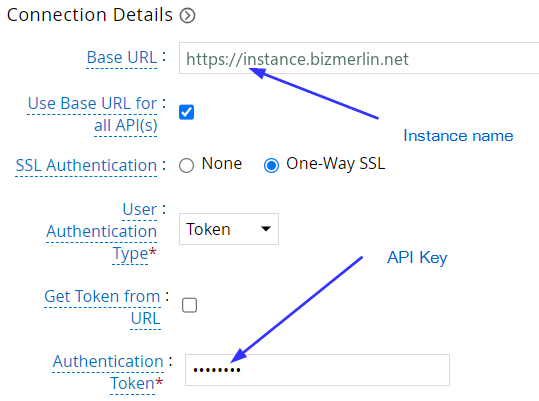 Connection Details
Base URL :
https://instance.bizmerlin.net
Use Base URL for :
all API(s)
Instance name
SSL Authentication :
None
One-Way SSL
User :
Authentication
Type*
Token
API Key
Get Token from :
URL
Authentication :
Token*
••••••••